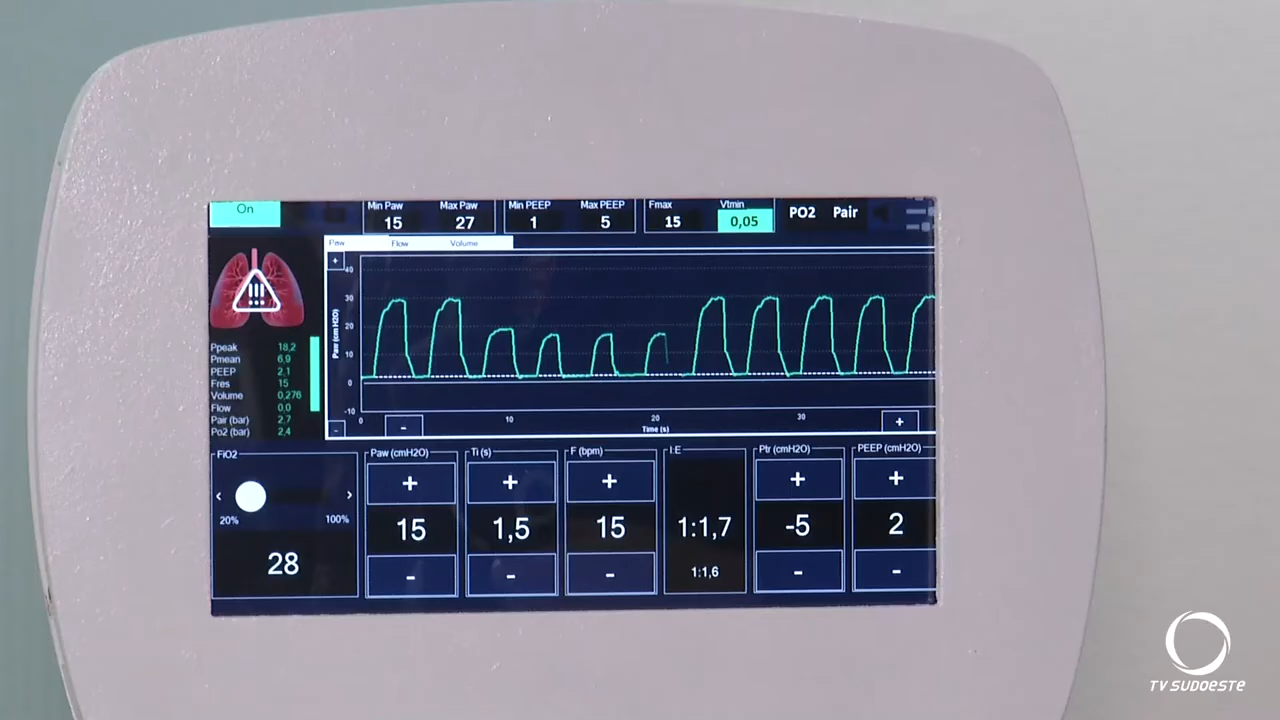 On
Min Paw Max Paw Min PEEP Max PEEP Fmax Vtmin
15 27 1 5 15 0,05 PO2 Pair
Paw Flow Volume
+
40
30
20
10
0
-10
Paw (cmH2O)
0 10 20 30
- Time (s) +
-
Ppeak 18,2
Pmean 6,9
PEEP 2,1
Fres 15
Volume 0,276
Flow 0,0
Pair (bar) 2,7
Po2 (bar) 2,4
FiO2 Paw (cmH2O) Ti (s) F (bpm) I:E Ptr (cmH2O) PEEP (cmH2O)
+ + + + +
< >
20% 100%
15 1,5 15 1:1,7 -5 2
28
1:1,6
- - - - -
TV SUDOESTE